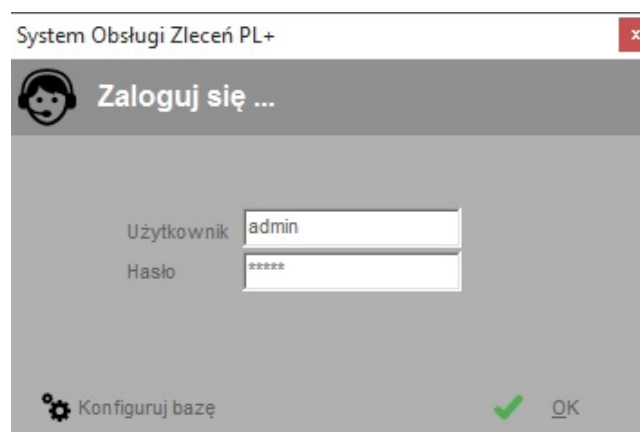 System Obsługi Zleceń PL+
x
Zaloguj się ...
Użytkownik admin
Hasło *****
Konfiguruj bazę OK